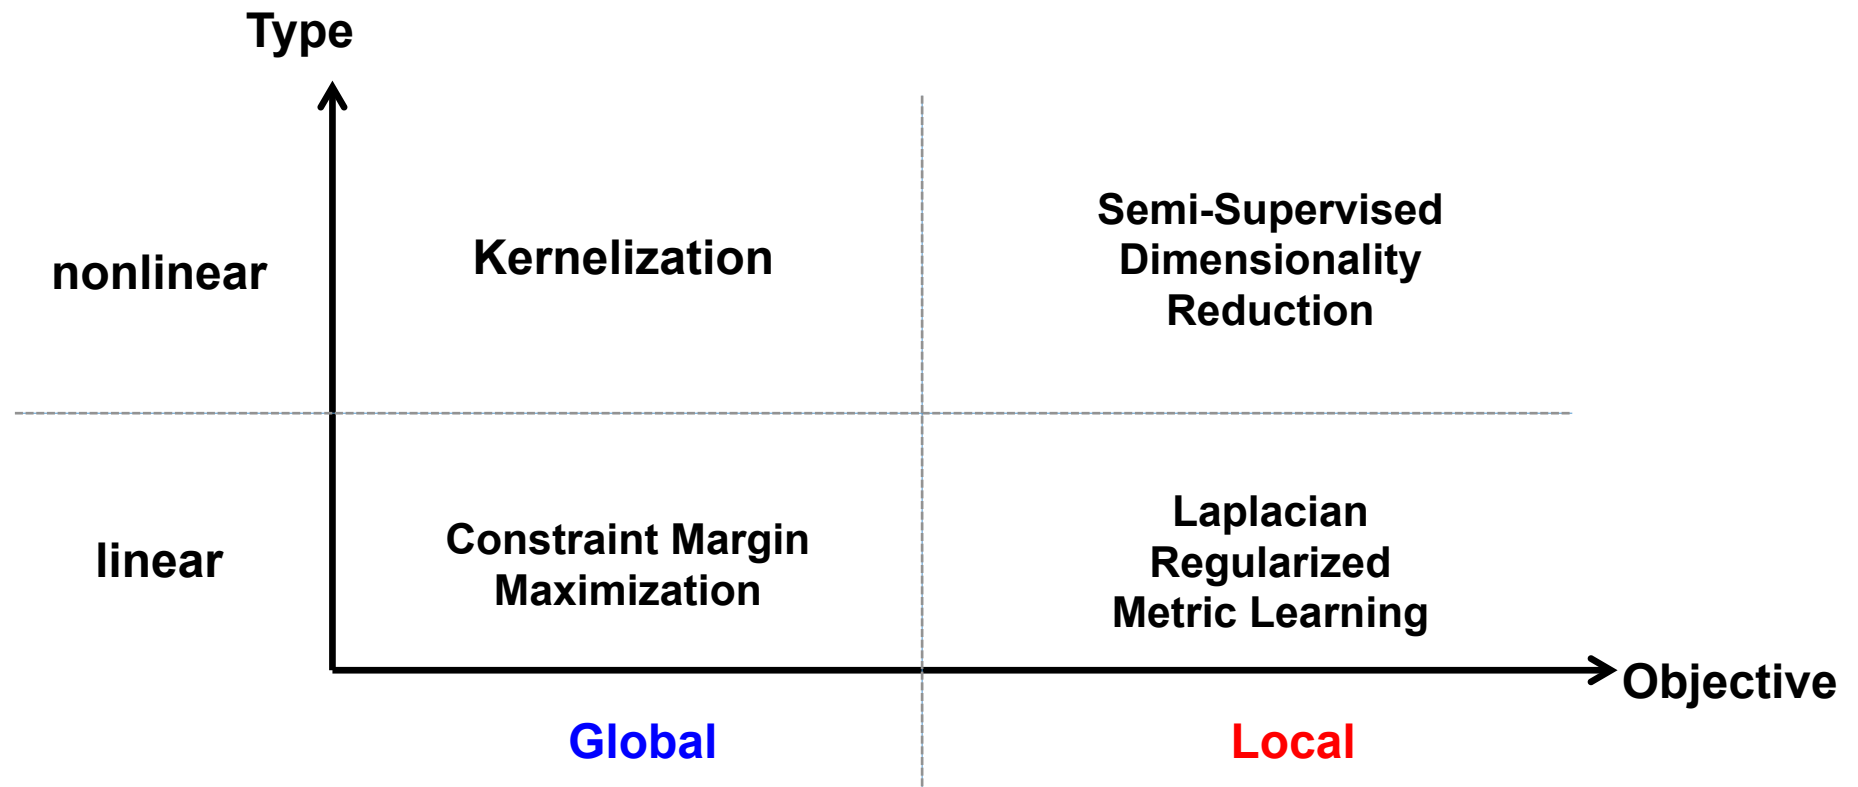 Type
nonlinear
Kernelization
Semi-Supervised
Dimensionality
Reduction
linear
Constraint Margin
Maximization
Laplacian
Regularized
Metric Learning
Objective
Global
Local